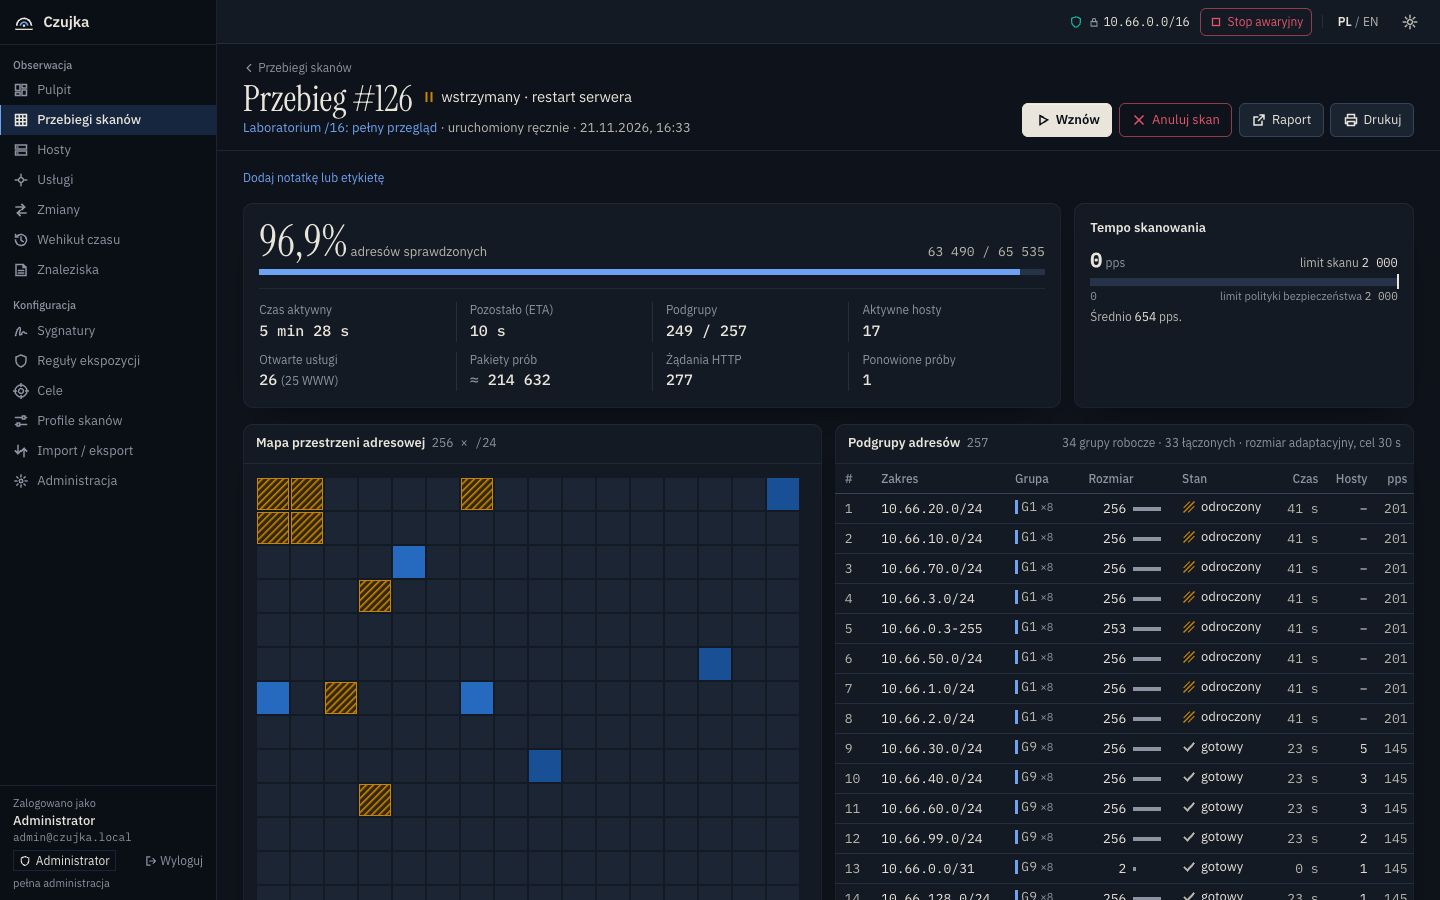 Czujka
10.66.0.0/16 Stop awaryjny PL / EN
Obserwacja
Pulpit
Przebiegi skanów
Hosty
Usługi
Zmiany
Wehikuł czasu
Znaleziska
Konfiguracja
Sygnatury
Reguły ekspozycji
Cele
Profile skanów
Import / eksport
Administracja
Zalogowano jako
Administrator
admin@czujka.local
Administrator Wyloguj
pełna administracja
Przebiegi skanów
Przebieg #126 wstrzymany · restart serwera
Laboratorium /16: pełny przegląd · uruchomiony ręcznie · 21.11.2026, 16:33
Wznów Anuluj skan Raport Drukuj
Dodaj notatkę lub etykietę
96,9% adresów sprawdzonych 63 490 / 65 535
Czas aktywny Pozostało (ETA) Podgrupy Aktywne hosty
5 min 28 s 10 s 249 / 257 17
Otwarte usługi Pakiety prób Żądania HTTP Ponowione próby
26 (25 WWW) ≈ 214 632 277 1
Tempo skanowania
0 pps limit skanu 2 000
0 limit polityki bezpieczeństwa 2 000
Średnio 654 pps.
Mapa przestrzeni adresowej 256 × /24
Podgrupy adresów 257 34 grupy robocze · 33 łączonych · rozmiar adaptacyjny, cel 30 s
# Zakres Grupa Rozmiar Stan Czas Hosty pps
1 10.66.20.0/24 G1 ×8 256 odroczony 41 s – 201
2 10.66.10.0/24 G1 ×8 256 odroczony 41 s – 201
3 10.66.70.0/24 G1 ×8 256 odroczony 41 s – 201
4 10.66.3.0/24 G1 ×8 256 odroczony 41 s – 201
5 10.66.0.3-255 G1 ×8 253 odroczony 41 s – 201
6 10.66.50.0/24 G1 ×8 256 odroczony 41 s – 201
7 10.66.1.0/24 G1 ×8 256 odroczony 41 s – 201
8 10.66.2.0/24 G1 ×8 256 odroczony 41 s – 201
9 10.66.30.0/24 G9 ×8 256 gotowy 23 s 5 145
10 10.66.40.0/24 G9 ×8 256 gotowy 23 s 3 145
11 10.66.60.0/24 G9 ×8 256 gotowy 23 s 3 145
12 10.66.99.0/24 G9 ×8 256 gotowy 23 s 2 145
13 10.66.0.0/31 G9 ×8 2 gotowy 0 s 1 145
14 10.66.128.0/24 G9 ×8 256 gotowy 23 s 1 145